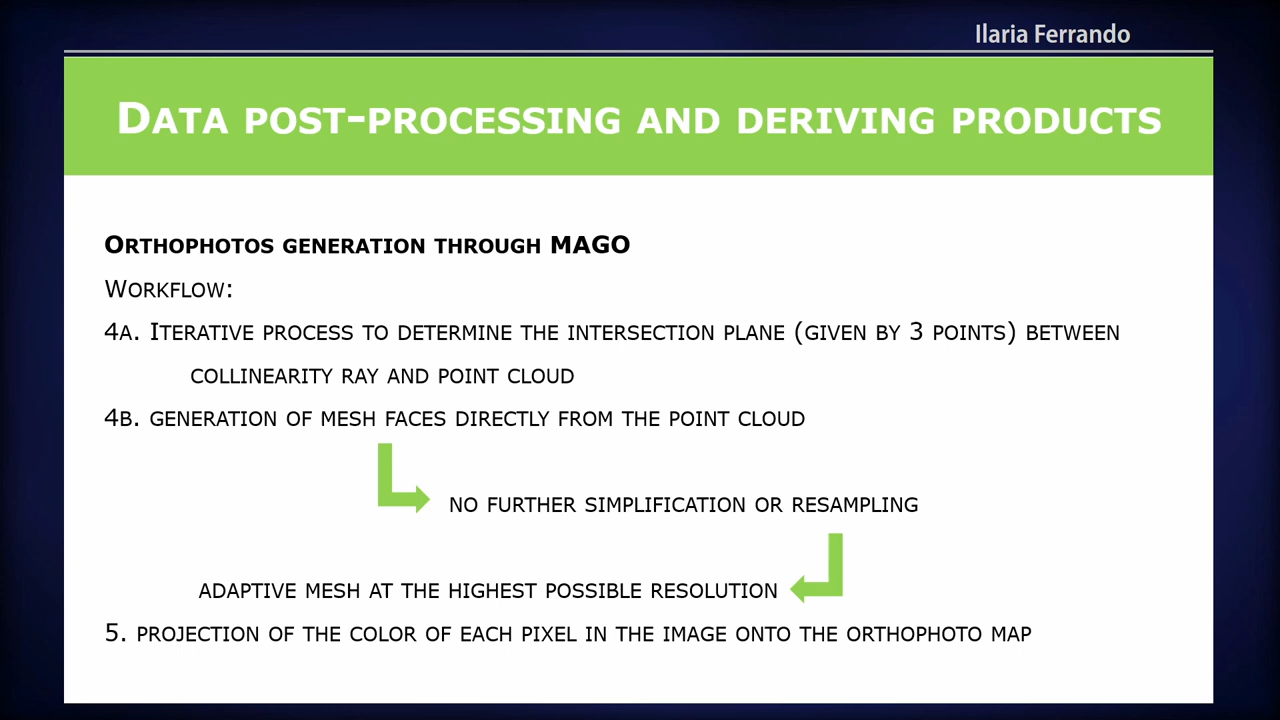 Ilaria Ferrando
Data post-processing and deriving products
Orthophotos generation through MAGO
Workflow:
4a. Iterative process to determine the intersection plane (given by 3 points) between
collinearity ray and point cloud
4b. generation of mesh faces directly from the point cloud
no further simplification or resampling
adaptive mesh at the highest possible resolution
5. projection of the color of each pixel in the image onto the orthophoto map